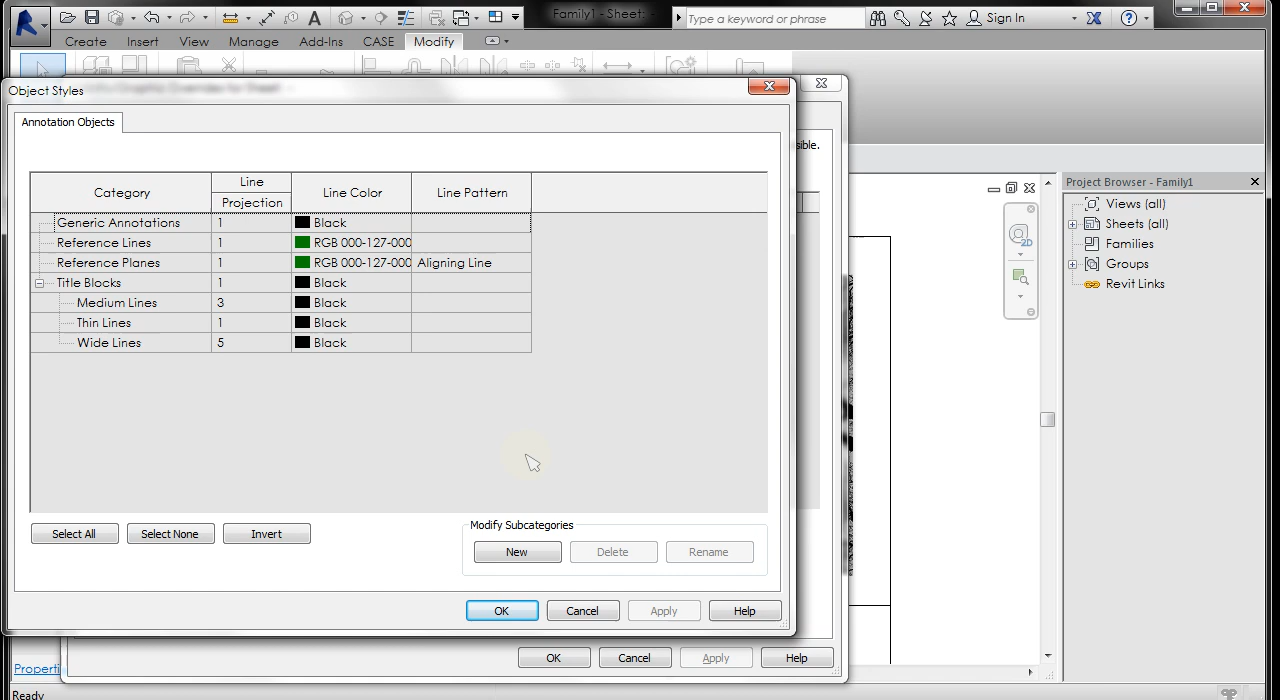 Family1 - Sheet: -
Type a keyword or phrase
Sign In
Create Insert View Manage Add-Ins CASE Modify
Object Styles
Annotation Objects
sible.
Category
Line
Projection
Line Color
Line Pattern
Generic Annotations 1 Black
Reference Lines 1 RGB 000-127-000
Reference Planes 1 RGB 000-127-000 Aligning Line
Title Blocks 1 Black
Medium Lines 3 Black
Thin Lines 1 Black
Wide Lines 5 Black
Select All Select None Invert
Modify Subcategories
New Delete Rename
OK Cancel Apply Help
OK Cancel Apply Help
Project Browser - Family1
Views (all)
Sheets (all)
Families
Groups
Revit Links
2D
Properti
Ready